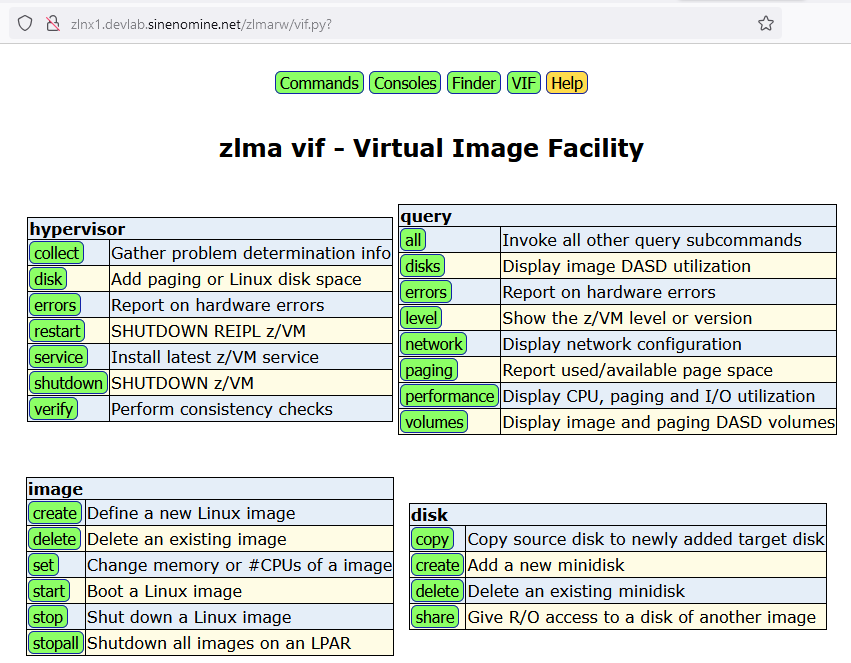 zlnx1.devlab.sinenomine.net/zlmarw/vif.py?
Commands Consoles Finder VIF Help
zlma vif - Virtual Image Facility
hypervisor
collect Gather problem determination info
disk Add paging or Linux disk space
errors Report on hardware errors
restart SHUTDOWN REIPL z/VM
service Install latest z/VM service
shutdown SHUTDOWN z/VM
verify Perform consistency checks
query
all Invoke all other query subcommands
disks Display image DASD utilization
errors Report on hardware errors
level Show the z/VM level or version
network Display network configuration
paging Report used/available page space
performance Display CPU, paging and I/O utilization
volumes Display image and paging DASD volumes
image
create Define a new Linux image
delete Delete an existing image
set Change memory or #CPUs of a image
start Boot a Linux image
stop Shut down a Linux image
stopall Shutdown all images on an LPAR
disk
copy Copy source disk to newly added target disk
create Add a new minidisk
delete Delete an existing minidisk
share Give R/O access to a disk of another image